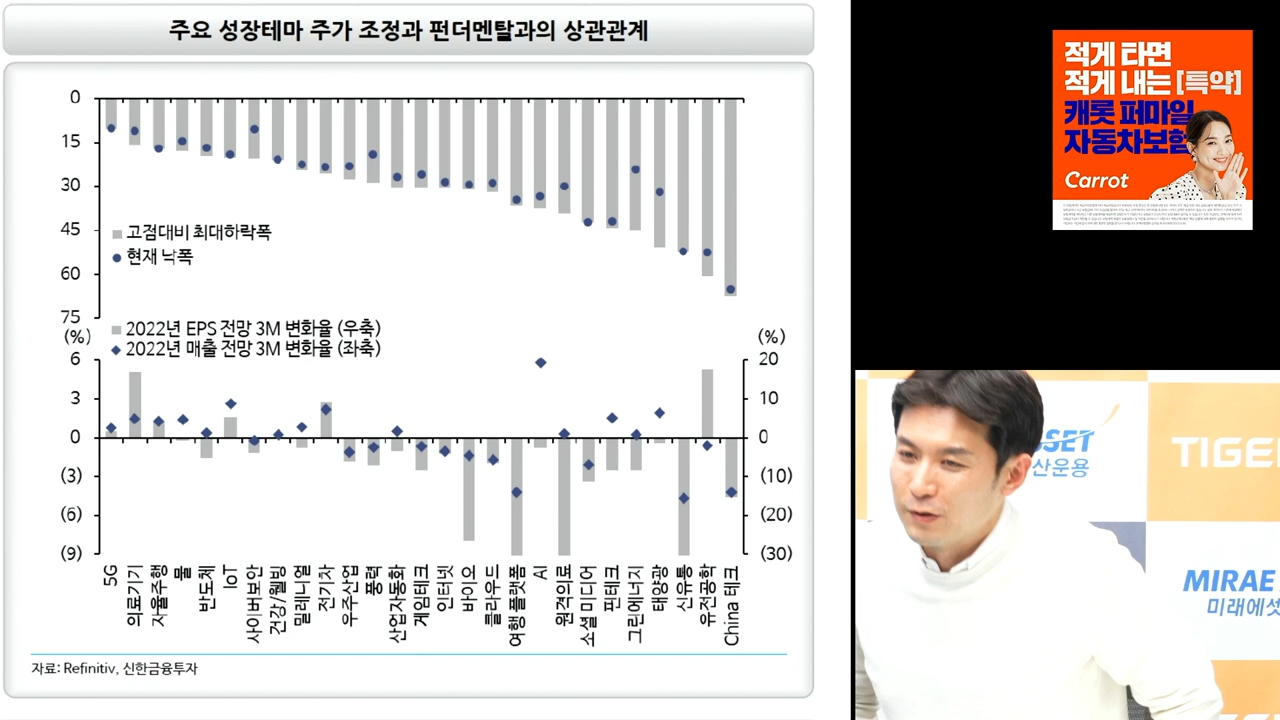 주요 성장테마 주가 조정과 펀더멘탈과의 상관관계
0
15
30
45
60
75
(%)
고점대비 최대하락폭
현재 낙폭
2022년 EPS 전망 3M 변화율 (우축)
2022년 매출 전망 3M 변화율 (좌축)
(%)
6
3
0
(3)
(6)
(9)
20
10
0
(10)
(20)
(30)
5G
의료기기
자율주행
물
반도체
IoT
사이버보안
건강/웰빙
밀레니얼
전기차
우주산업
풍력
산업자동화
게임테크
인터넷
바이오
클라우드
여행 플랫폼
AI
원격의료
소셜 미디어
핀테크
그린에너지
태양광
신유통
유전공학
China 테크
자료: Refinitiv, 신한금융투자
적게 타면
적게 내는 [특약]
캐롯 퍼마일
자동차보험
Carrot
SSET
산운용
TIGE
MIRAE
미래에셋